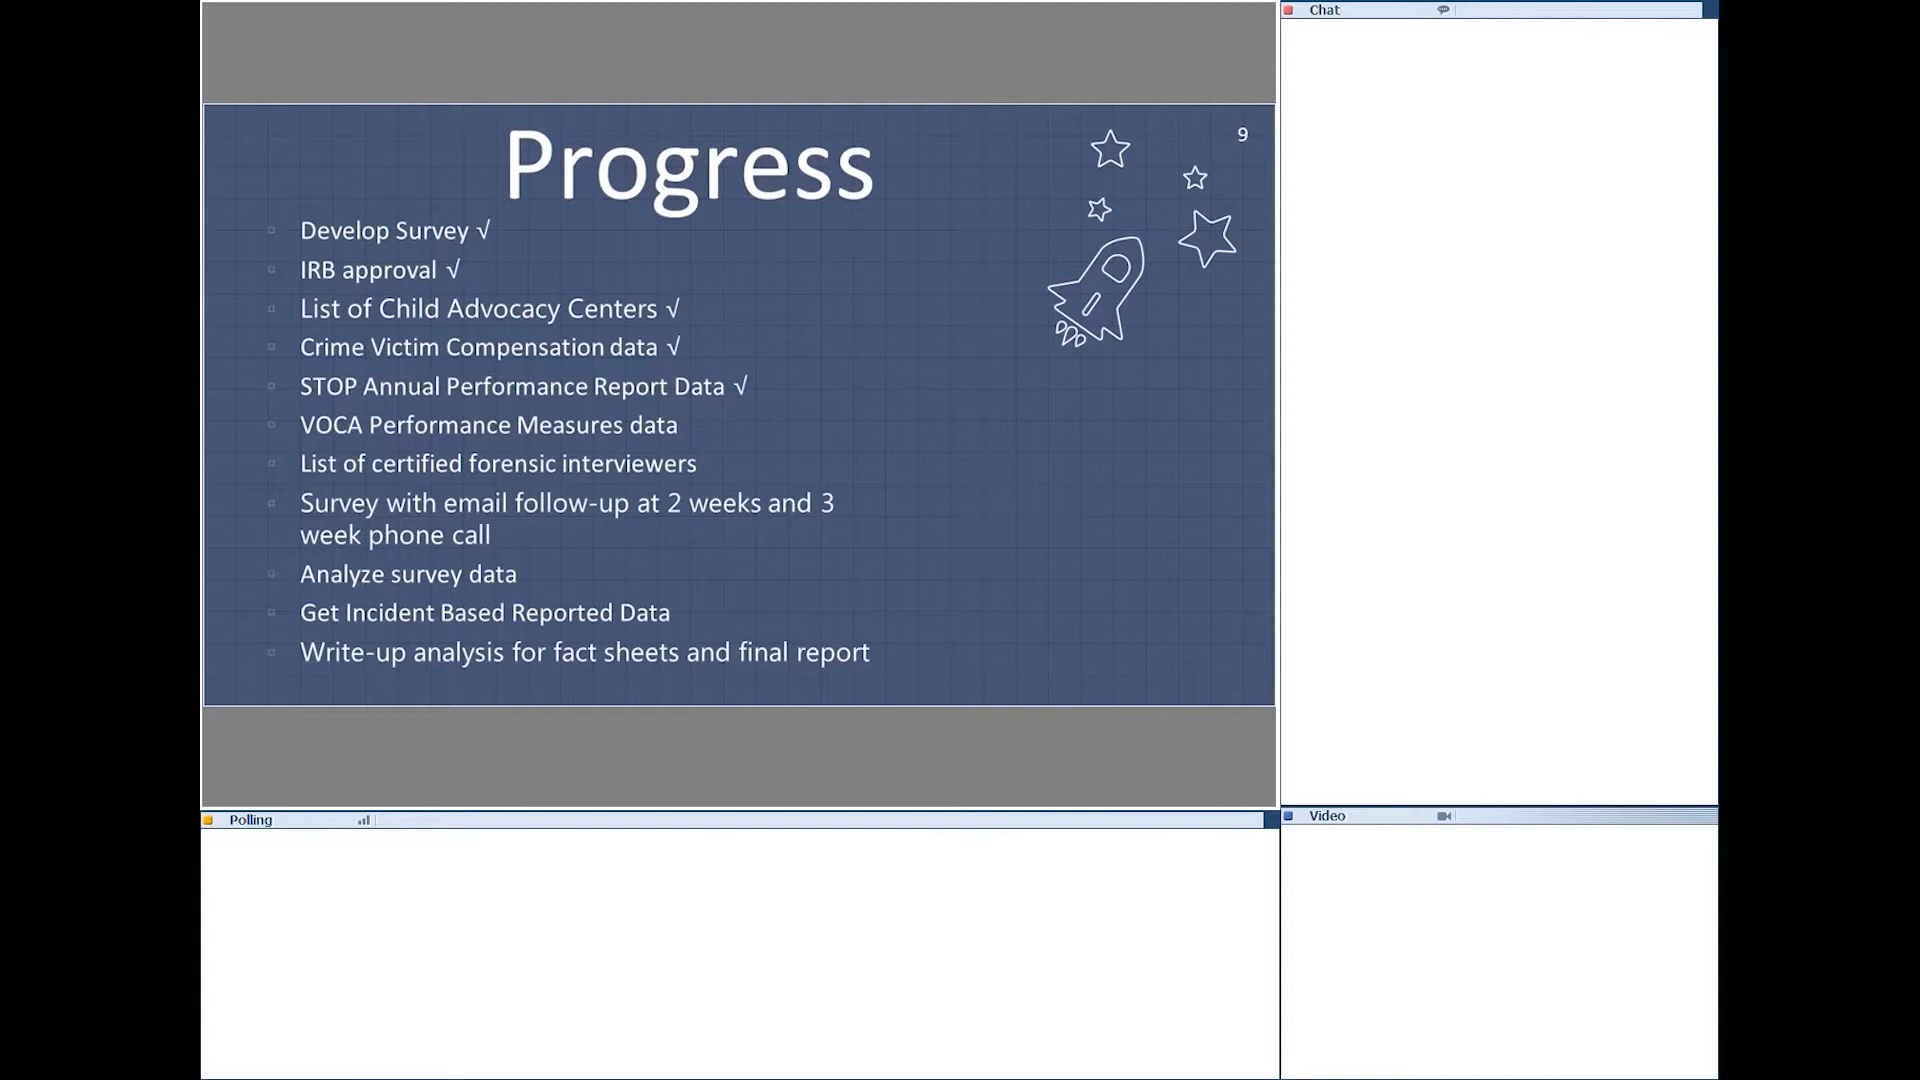 Chat
9
Progress
Develop Survey √
IRB approval √
List of Child Advocacy Centers √
Crime Victim Compensation data √
STOP Annual Performance Report Data √
VOCA Performance Measures data
List of certified forensic interviewers
Survey with email follow-up at 2 weeks and 3
week phone call
Analyze survey data
Get Incident Based Reported Data
Write-up analysis for fact sheets and final report
Polling
Video